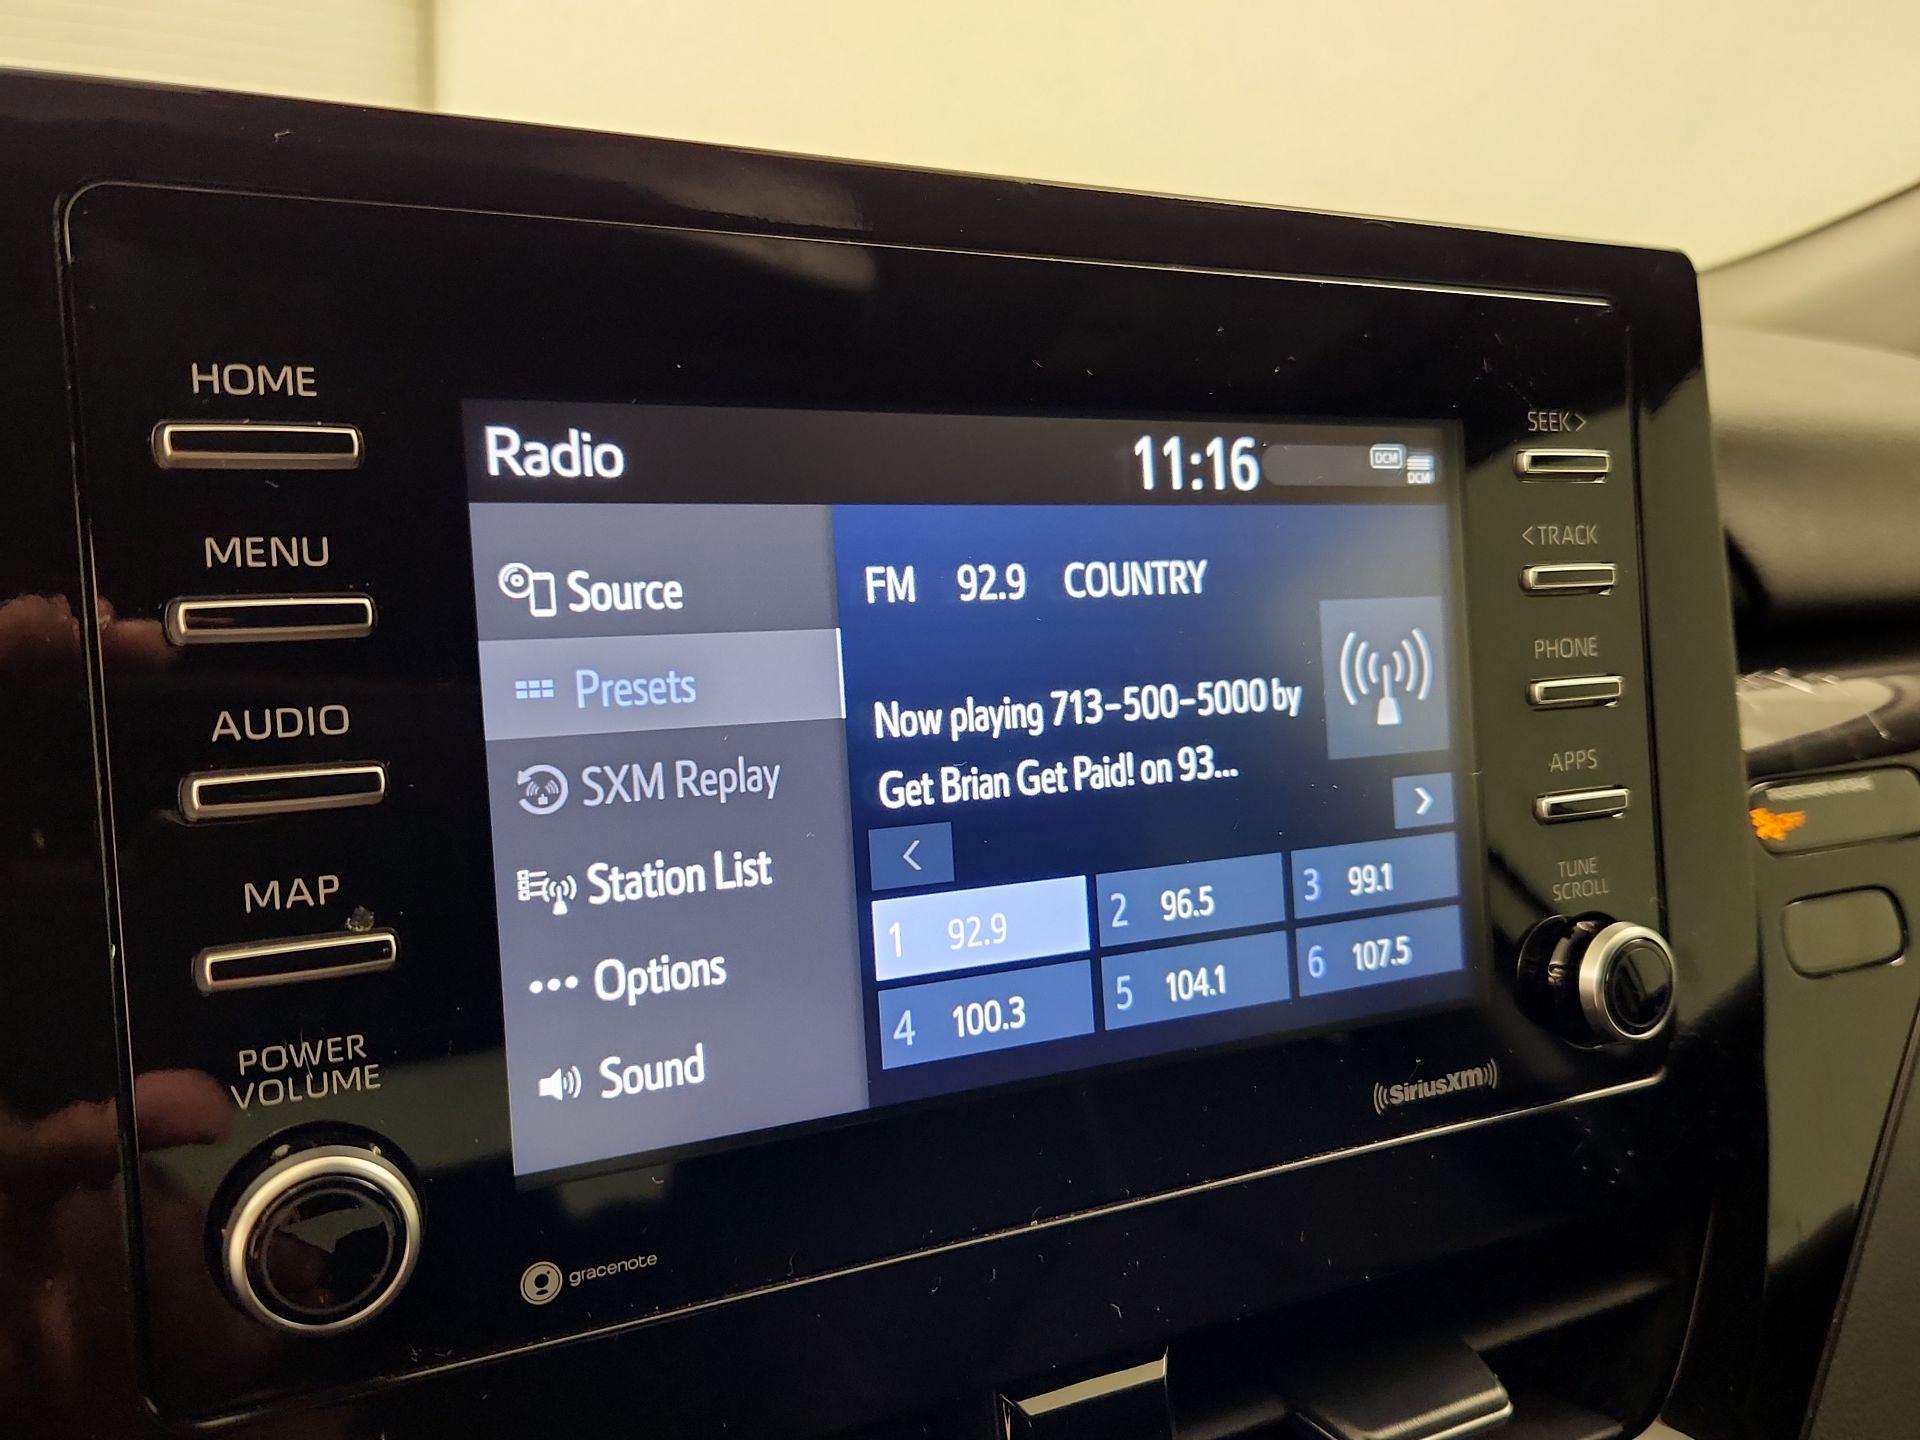 HOME
MENU
AUDIO
MAP
POWER
VOLUME
Radio
11:16
DCM
DCM
Source
Presets
SXM Replay
Station List
Options
Sound
FM 92.9 COUNTRY
Now playing 713-500-5000 by
Get Brian Get Paid! on 93...
<
>
1 92.9
2 96.5
3 99.1
4 100.3
5 104.1
6 107.5
SEEK >
< TRACK
PHONE
APPS
TUNE
SCROLL
SiriusXM
gracenote